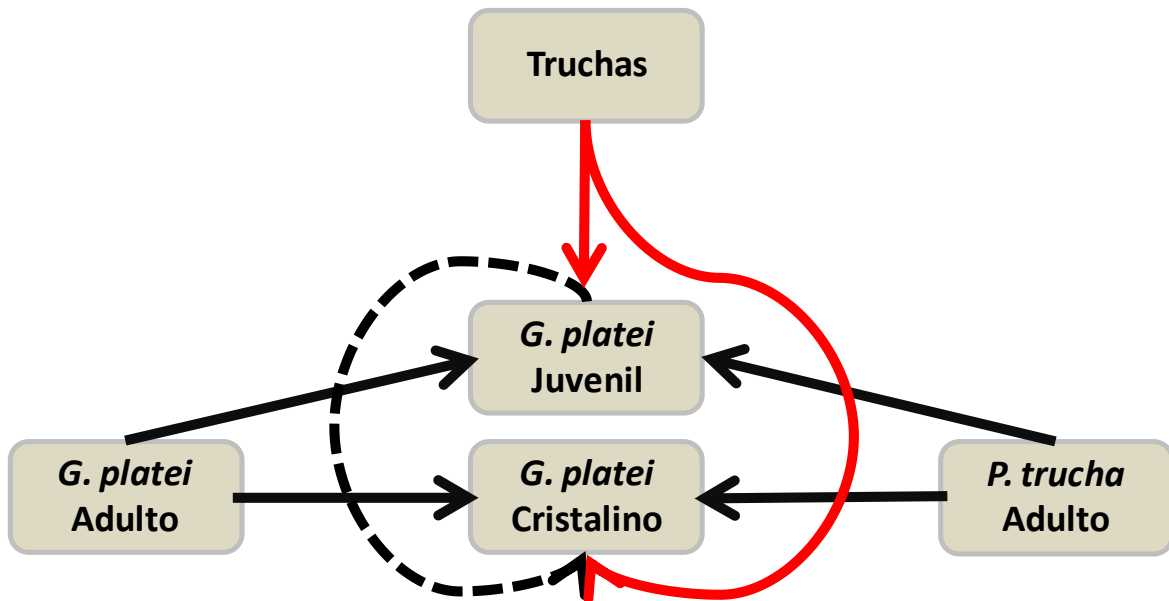 Truchas
G. platei
Juvenil
G. platei
Adulto
G. platei
Cristalino
P. trucha
Adulto